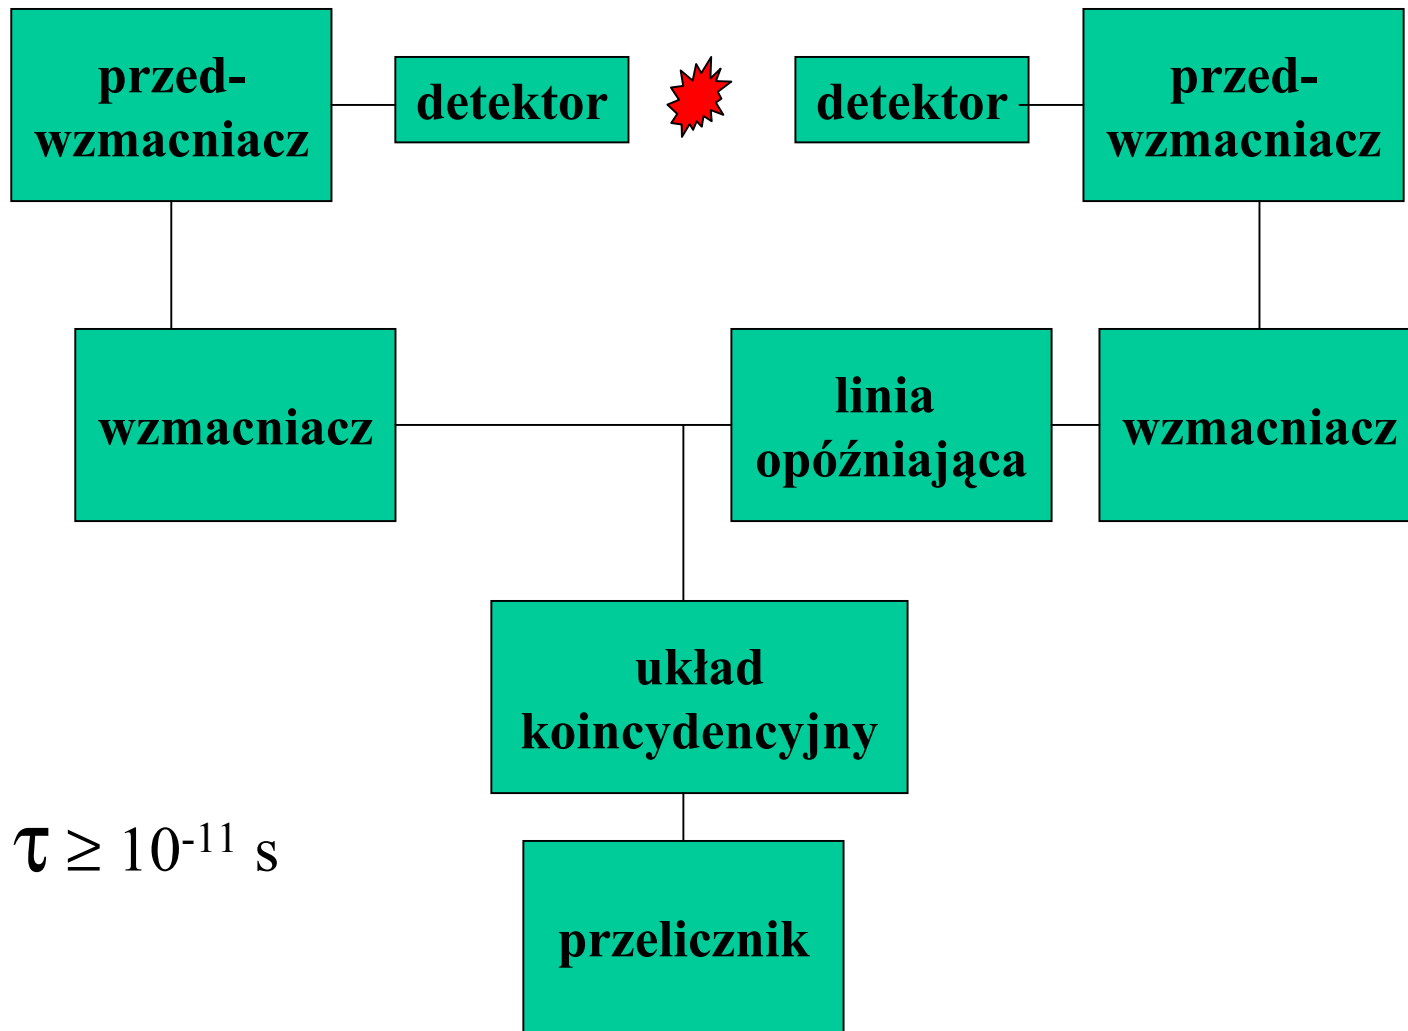 przed-
wzmacniacz
detektor
detektor
przed-
wzmacniacz
wzmacniacz
linia
opóźniająca
wzmacniacz
układ
koincydencyjny
τ ≥ 10⁻¹¹ s
przelicznik